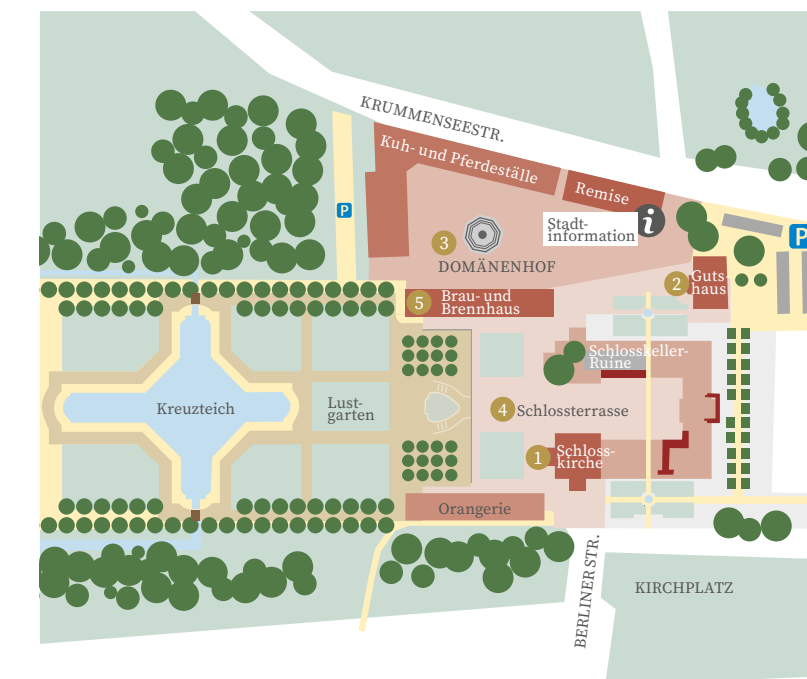 KRUMMENSEESTR.
Kuh- und Pferdeställe
Remise
P
i
Stadt-
information
P
3
DOMÄNENHOF
2
Guts-
haus
5
Brau- und
Brennhaus
Schlosskeller-
Ruine
Kreuzteich
Lust-
garten
4
Schlossterrasse
1
Schloss-
kirche
Orangerie
BERLINER STR.
KIRCHPLATZ